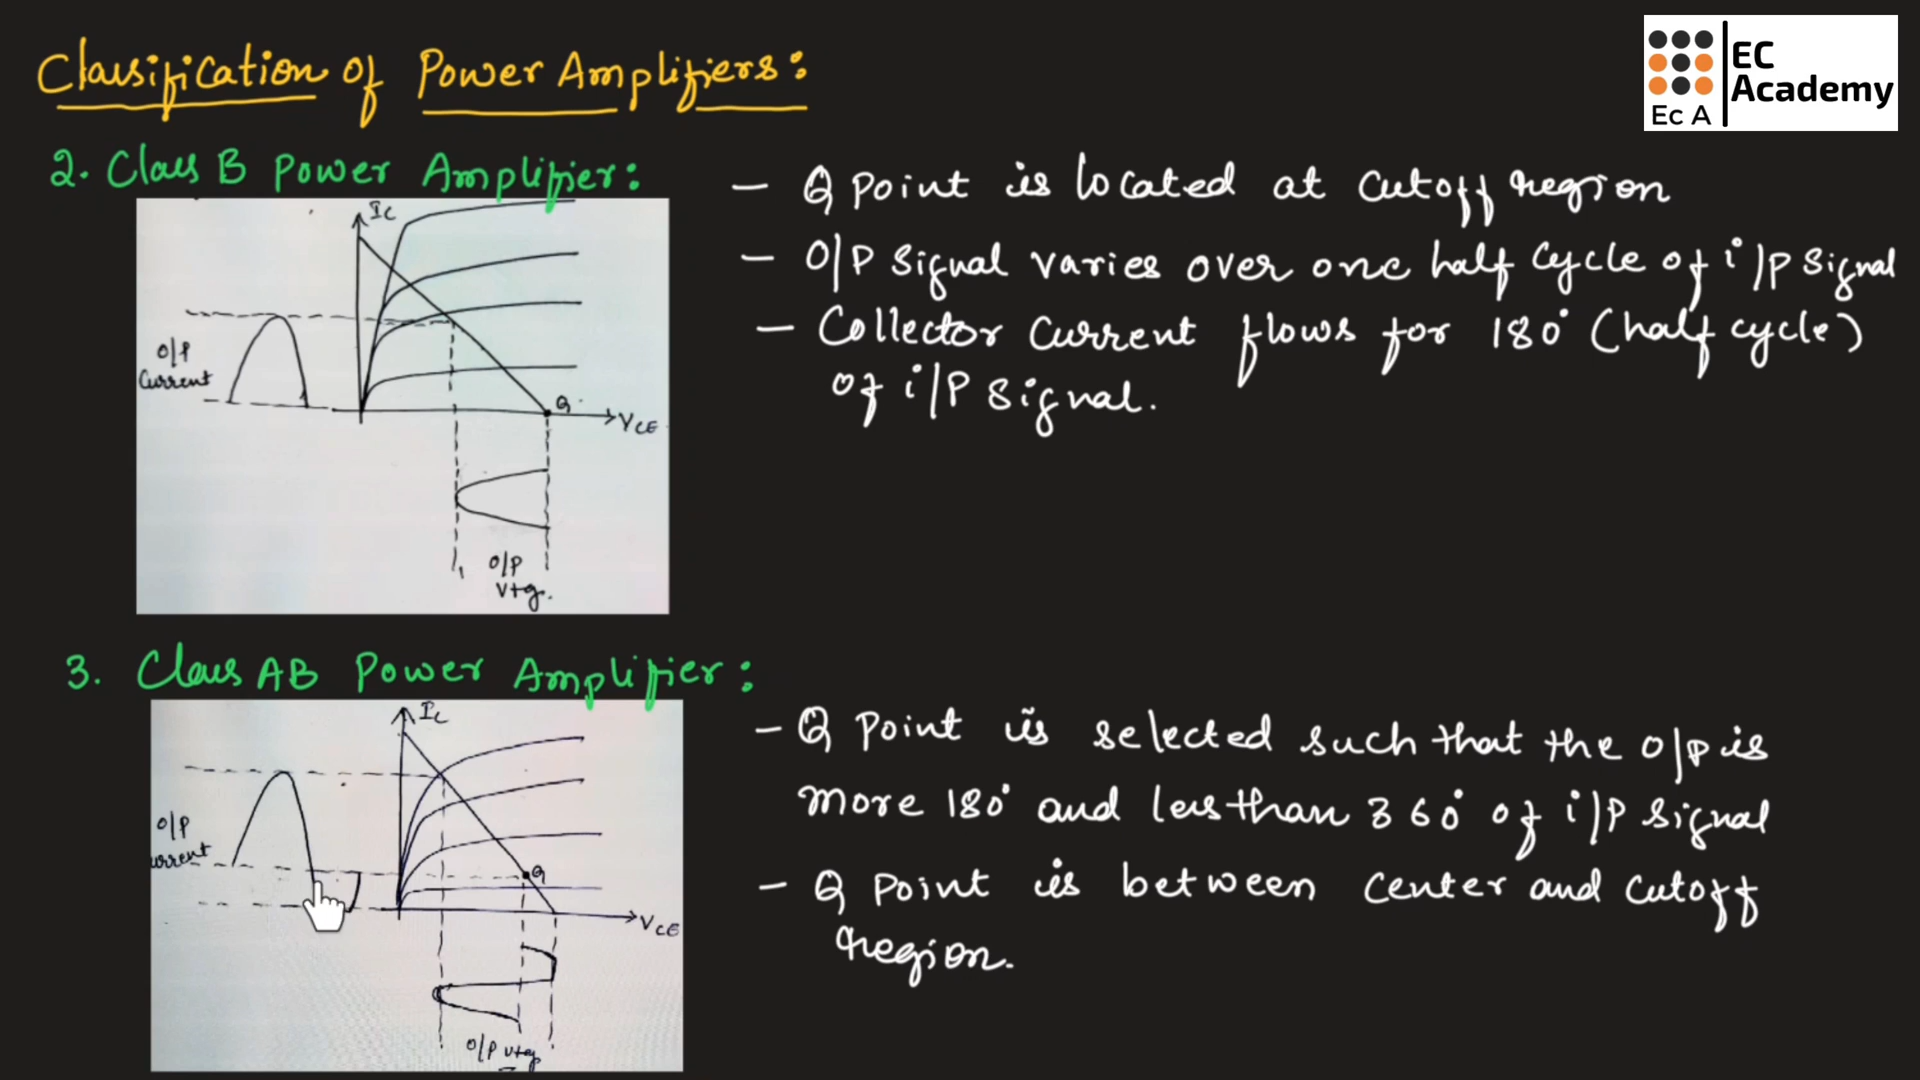 Classification of Power Amplifiers:
EC
Academy
Ec A
2. Class B Power Amplifier:
Ic
O/P
Current
Q
VCE
O/P
Vtg.
- Q Point is located at cutoff region
- O/P Signal varies over one half cycle of i/P Signal
- Collector Current flows for 180° (half cycle)
of i/P Signal.
3. Class AB Power Amplifier:
Ic
O/P
urrent
Q
VCE
O/P Vtg
- Q Point is selected such that the O/P is
more 180° and less than 360° of i/P Signal
- Q Point is between center and cutoff
region.